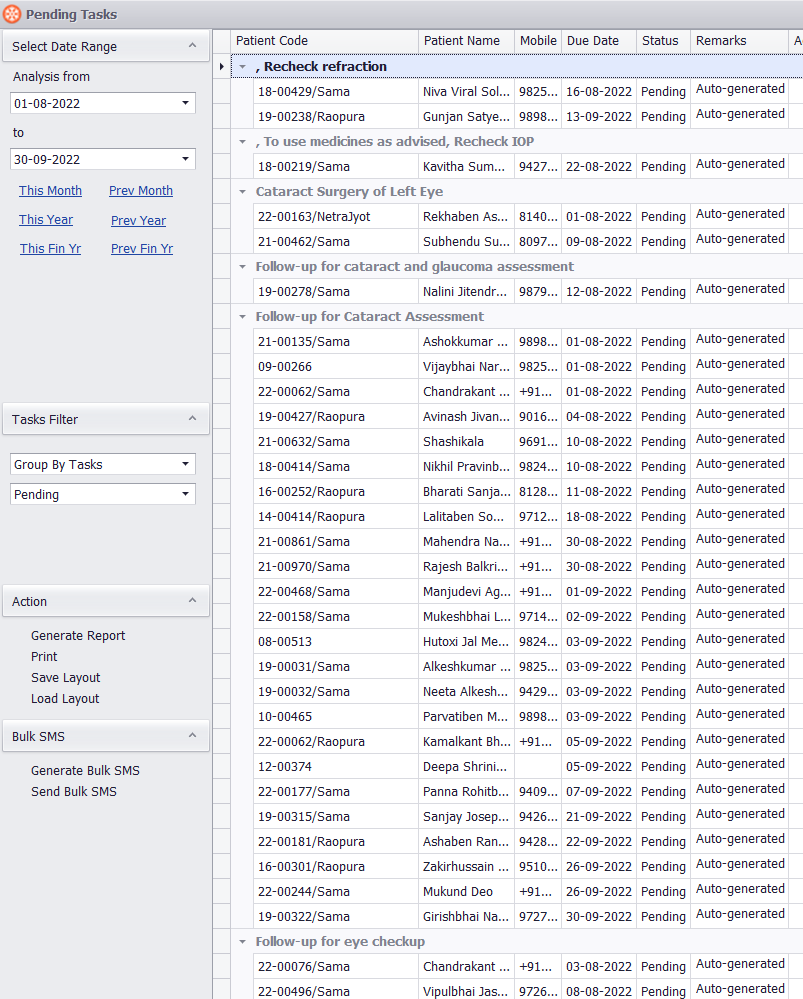 Pending Tasks
Select Date Range
Analysis from
01-08-2022
to
30-09-2022
This Month Prev Month
This Year Prev Year
This Fin Yr Prev Fin Yr
Tasks Filter
Group By Tasks
Pending
Action
Generate Report
Print
Save Layout
Load Layout
Bulk SMS
Generate Bulk SMS
Send Bulk SMS
Patient Code Patient Name Mobile Due Date Status Remarks
, Recheck refraction
18-00429/Sama Niva Viral Sol... 9825... 16-08-2022 Pending Auto-generated
19-00238/Raopura Gunjan Satye... 9898... 13-09-2022 Pending Auto-generated
, To use medicines as advised, Recheck IOP
18-00219/Sama Kavitha Sum... 9427... 22-08-2022 Pending Auto-generated
Cataract Surgery of Left Eye
22-00163/NetraJyot Rekhaben As... 8140... 01-08-2022 Pending Auto-generated
21-00462/Sama Subhendu Su... 8097... 09-08-2022 Pending Auto-generated
Follow-up for cataract and glaucoma assessment
19-00278/Sama Nalini Jitendr... 9879... 12-08-2022 Pending Auto-generated
Follow-up for Cataract Assessment
21-00135/Sama Ashokkumar ... 9898... 01-08-2022 Pending Auto-generated
09-00266 Vijaybhai Nar... 9825... 01-08-2022 Pending Auto-generated
22-00062/Sama Chandrakant ... +91... 01-08-2022 Pending Auto-generated
19-00427/Raopura Avinash Jivan... 9016... 04-08-2022 Pending Auto-generated
21-00632/Sama Shashikala 9691... 10-08-2022 Pending Auto-generated
18-00414/Sama Nikhil Pravinb... 9824... 10-08-2022 Pending Auto-generated
16-00252/Raopura Bharati Sanja... 8128... 11-08-2022 Pending Auto-generated
14-00414/Raopura Lalitaben So... 9712... 18-08-2022 Pending Auto-generated
21-00861/Sama Mahendra Na... +91... 30-08-2022 Pending Auto-generated
21-00970/Sama Rajesh Balkri... +91... 30-08-2022 Pending Auto-generated
22-00468/Sama Manjudevi Ag... +91... 01-09-2022 Pending Auto-generated
22-00158/Sama Mukeshbhai L... 9714... 02-09-2022 Pending Auto-generated
08-00513 Hutoxi Jal Me... 9824... 03-09-2022 Pending Auto-generated
19-00031/Sama Alkeshkumar ... 9825... 03-09-2022 Pending Auto-generated
19-00032/Sama Neeta Alkesh... 9429... 03-09-2022 Pending Auto-generated
10-00465 Parvatiben M... 9898... 03-09-2022 Pending Auto-generated
22-00062/Raopura Kamalkant Bh... +91... 05-09-2022 Pending Auto-generated
12-00374 Deepa Shrini... 05-09-2022 Pending Auto-generated
22-00177/Sama Panna Rohitb... 9409... 07-09-2022 Pending Auto-generated
19-00315/Sama Sanjay Josep... 9426... 21-09-2022 Pending Auto-generated
22-00181/Raopura Ashaben Ran... 9428... 22-09-2022 Pending Auto-generated
16-00301/Raopura Zakirhussain ... 9510... 26-09-2022 Pending Auto-generated
22-00244/Sama Mukund Deo +91... 26-09-2022 Pending Auto-generated
19-00322/Sama Girishbhai Na... 9727... 30-09-2022 Pending Auto-generated
Follow-up for eye checkup
22-00076/Sama Chandrakant ... +91... 03-08-2022 Pending Auto-generated
22-00496/Sama Vipulbhai Jas... 9726... 08-08-2022 Pending Auto-generated